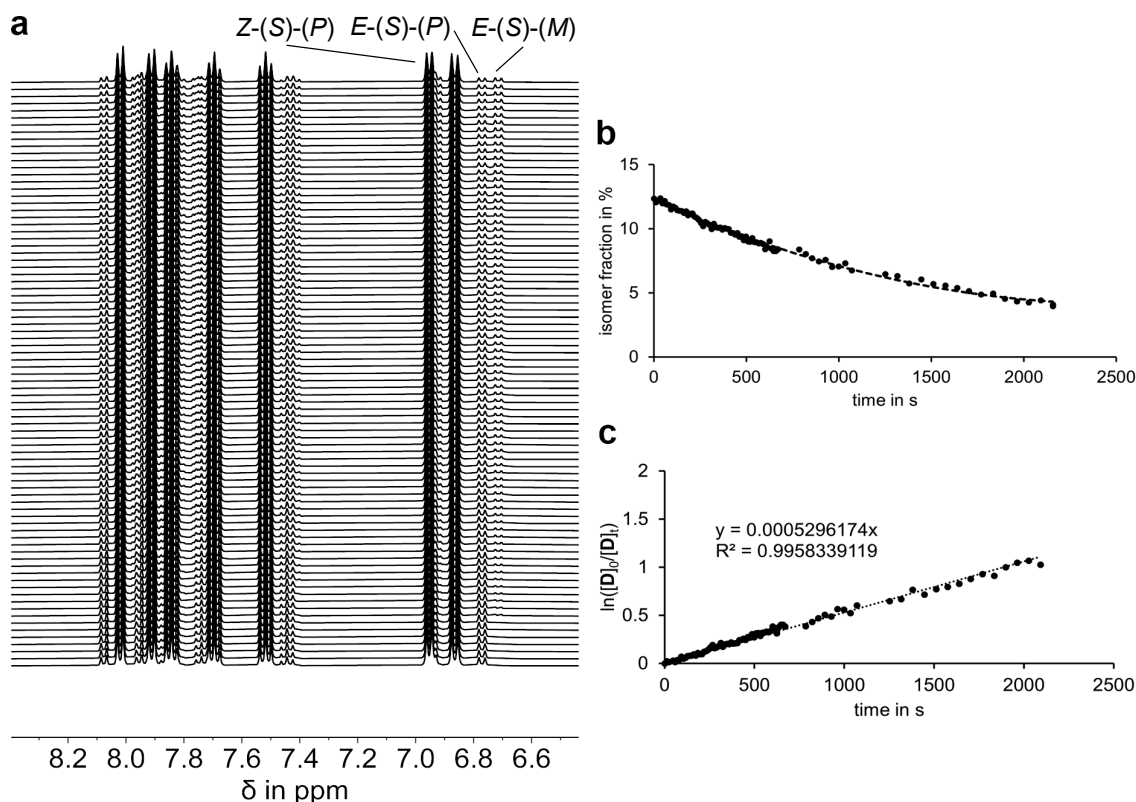 a
Z-(S)-(P) E-(S)-(P) E-(S)-(M)
8.2 8.0 7.8 7.6 7.4 7.2 7.0 6.8 6.6
δ in ppm
b
isomer fraction in %
15
10
5
0
0 500 1000 1500 2000 2500
time in s
c
ln([D]₀/[D]ₜ)
2
1.5
1
0.5
0
y = 0.0005296174x
R² = 0.9958339119
0 500 1000 1500 2000 2500
time in s